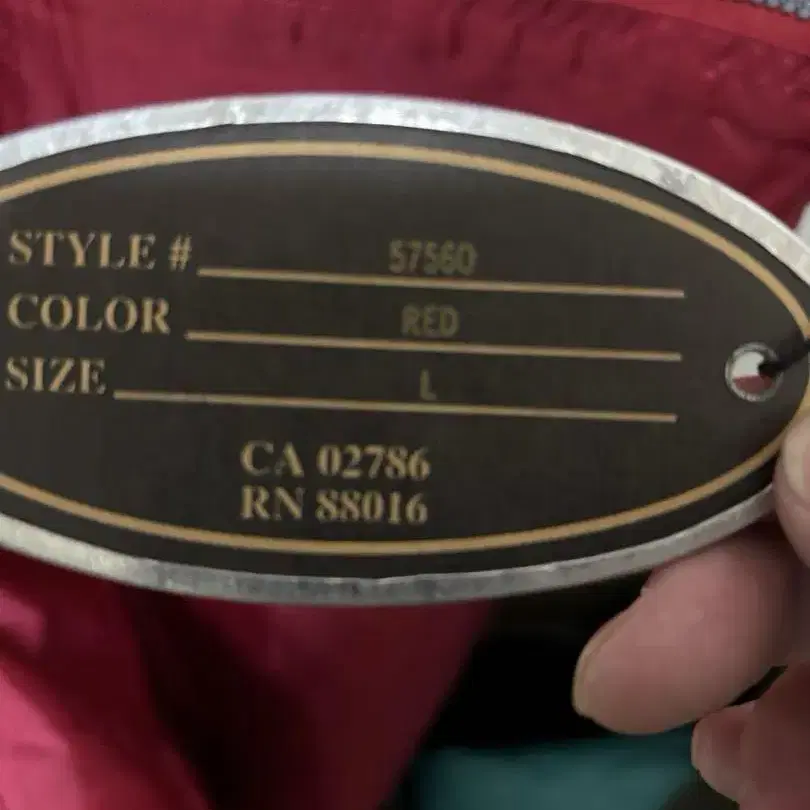 STYLE # 57560
COLOR RED
SIZE L
CA 02786
RN 88016